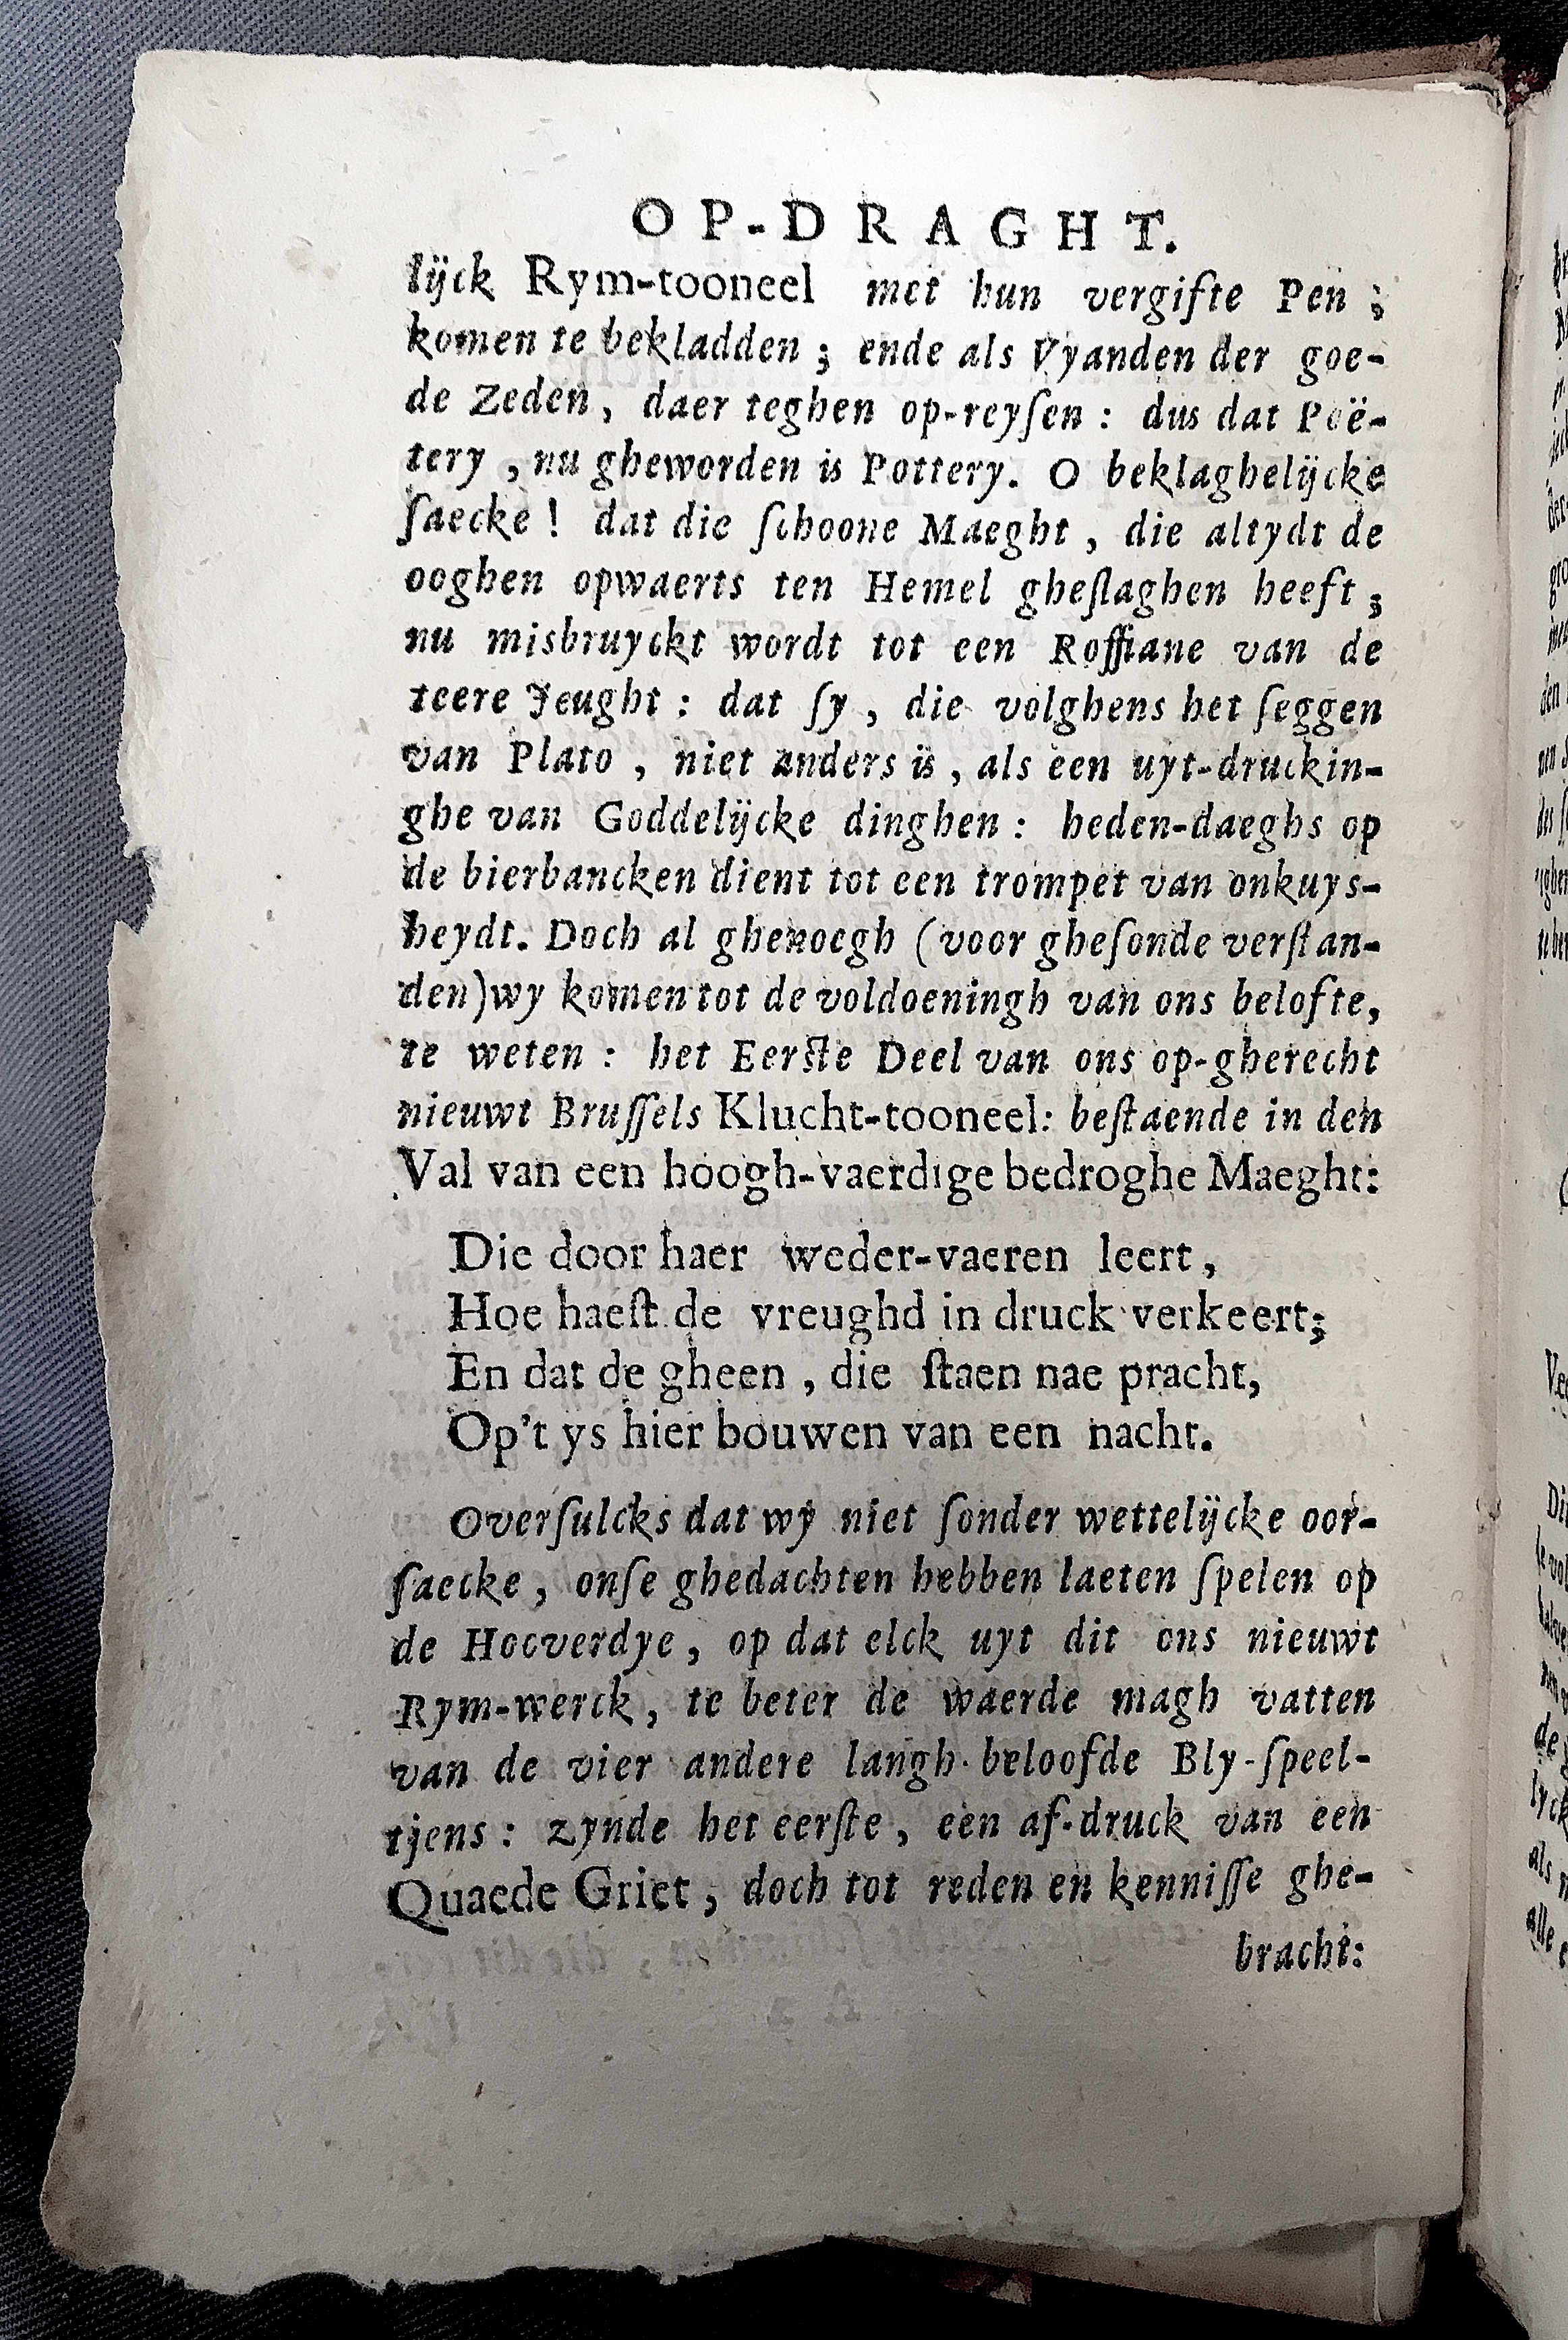 OP-DRAGHT.
lijck Rym-tooneel met hun vergifte Pen ;
komen te bekladden ; ende als Vyanden der goe-
de Zeden, daer teghen op-reyſen : dus dat Poë-
tery , nu gheworden is Pottery. O beklaghelijcke
ſaecke ! dat die ſchoone Maeght , die altydt de
ooghen opwaerts ten Hemel gheſlaghen heeft ;
nu misbruyckt wordt tot een Roffiane van de
teere Jeught : dat ſy , die volghens het ſeggen
van Plato , niet anders is , als een uyt-druckin-
ghe van Goddelijcke dinghen : heden-daeghs op
de bierbancken dient tot een trompet van onkuys-
heydt. Doch al ghenoegh (voor gheſonde verſtan-
den)wy komen tot de voldoeningh van ons belofte,
te weten : het Eerſte Deel van ons op-gherecht
nieuwt Bruſſels Klucht-tooneel: beſtaende in den
Val van een hoogh-vaerdige bedroghe Maeght:
Die door haer weder-vaeren leert ,
Hoe haeſt de vreughd in druck verkeert;
En dat de gheen , die ſtaen nae pracht,
Op't ys hier bouwen van een nacht.
Overſulcks dat wy niet ſonder wettelijcke oor-
ſaecke , onſe ghedachten hebben laeten ſpelen op
de Hooverdye , op dat elck uyt dit ons nieuwt
Rym-werck, te beter de waerde magh vatten
van de vier andere langh-beloofde Bly-ſpeel-
tjens : zynde het eerſte , een af-druck van een
Quaede Griet , doch tot reden en kenniſſe ghe-
bracht: